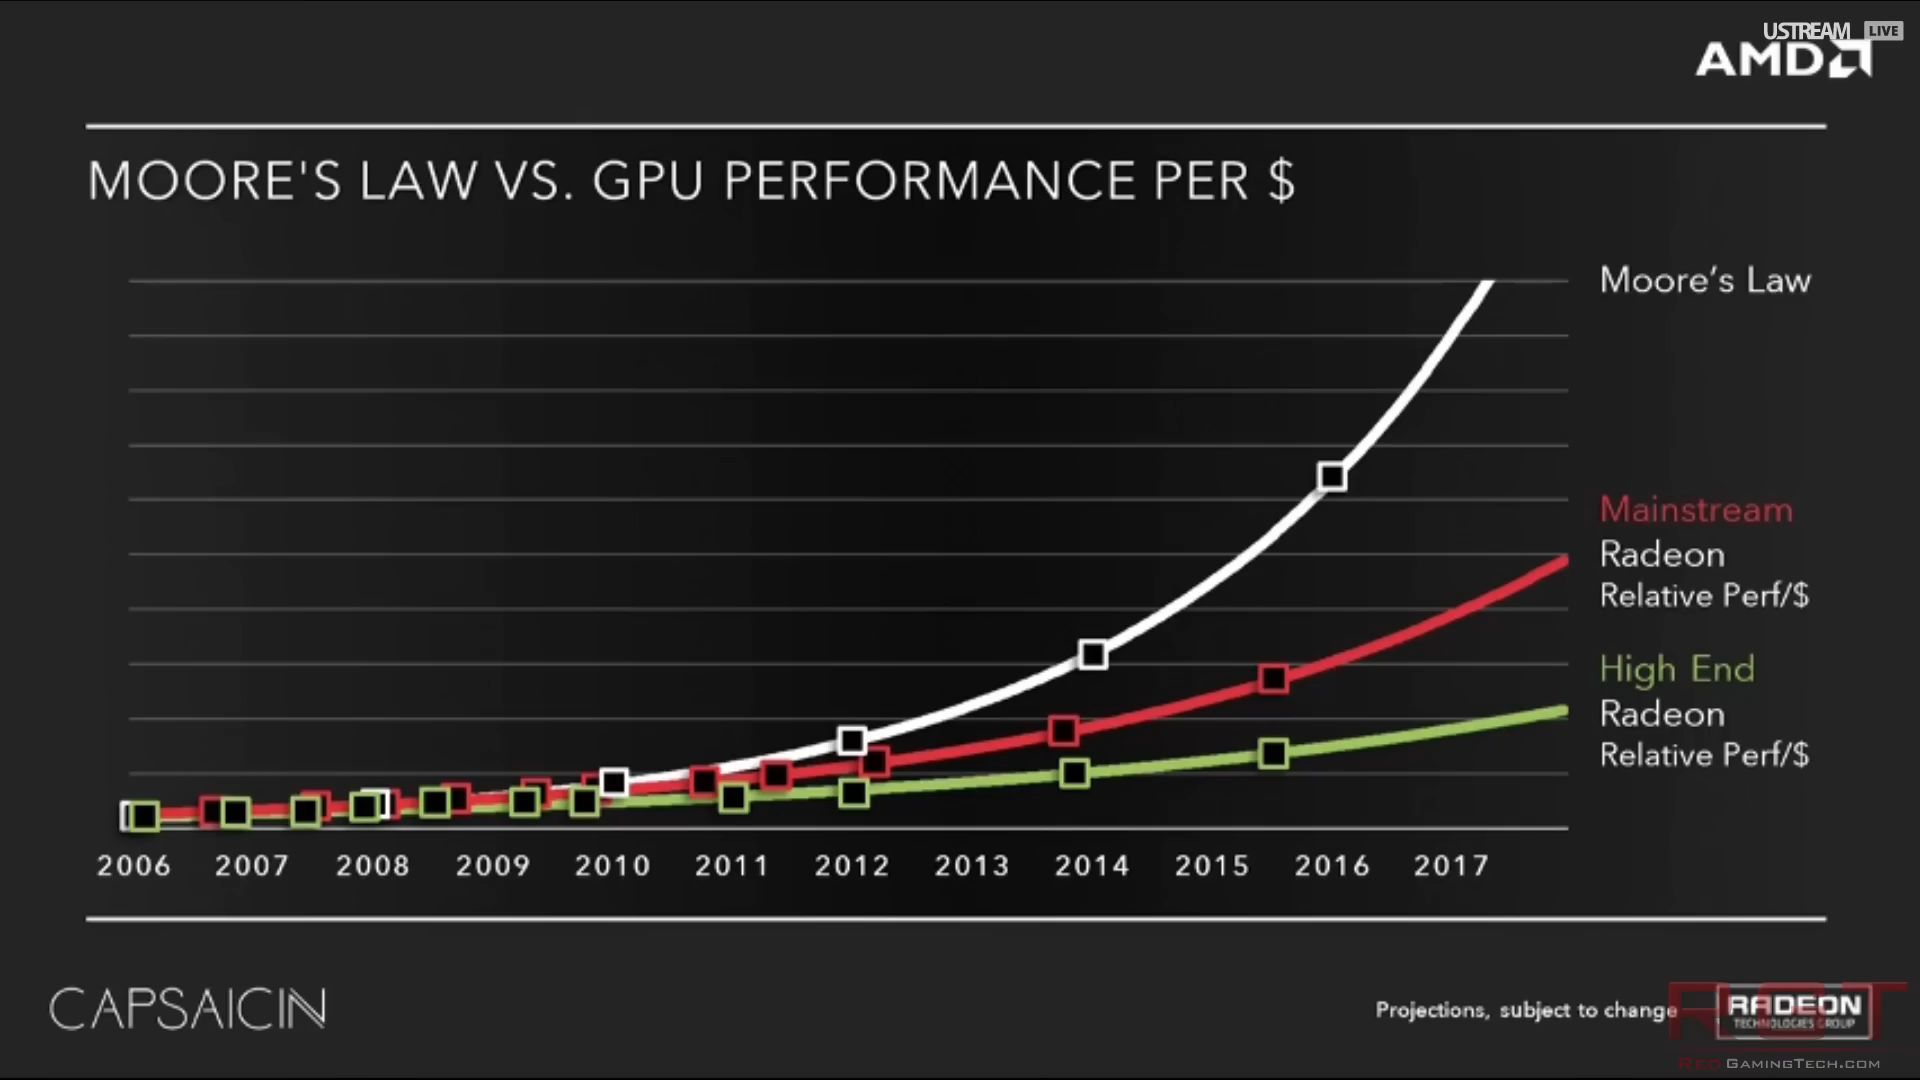 USTREAM LIVE
AMD
MOORE'S LAW VS. GPU PERFORMANCE PER $
Moore’s Law
Mainstream
Radeon
Relative Perf/$
High End
Radeon
Relative Perf/$
2006 2007 2008 2009 2010 2011 2012 2013 2014 2015 2016 2017
CAPSAICIN
Projections, subject to change
RGT
RADEON
TECHNOLOGIES GROUP
RedGamingTech.com